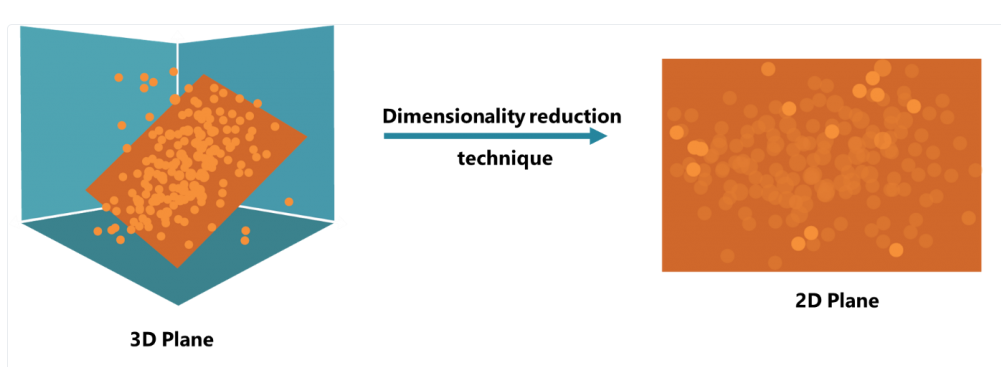 Dimensionality reduction
technique
2D Plane
3D Plane